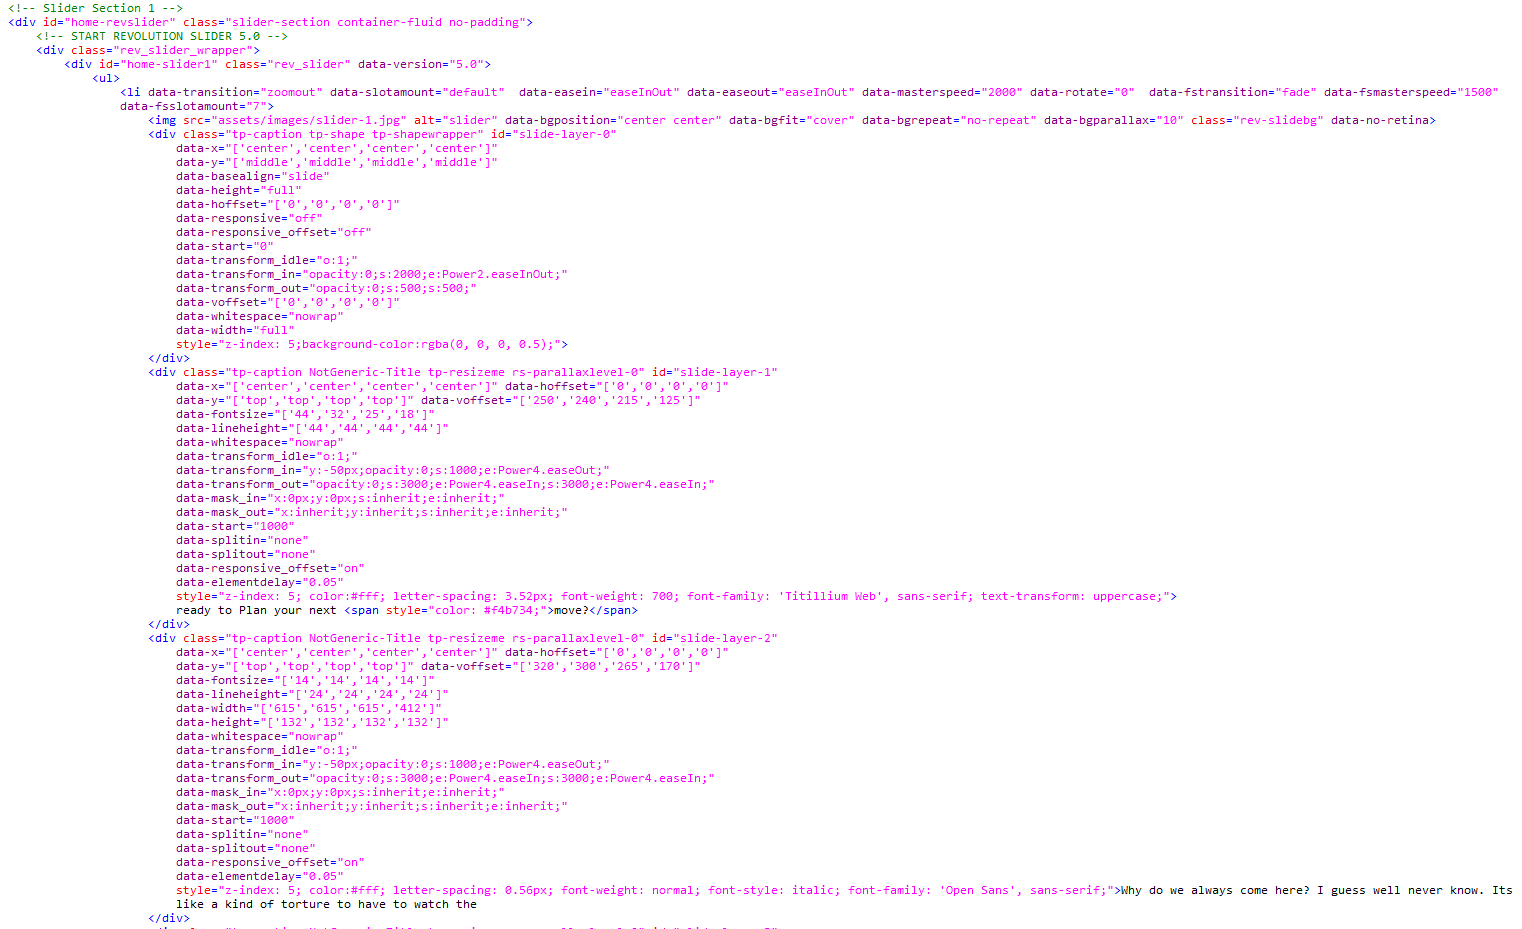 <!-- Slider Section 1 -->
<div id="home-revslider" class="slider-section container-fluid no-padding">
<!-- START REVOLUTION SLIDER 5.0 -->
<div class="rev_slider_wrapper">
<div id="home-slider1" class="rev_slider" data-version="5.0">
<ul>
<li data-transition="zoomout" data-slotamount="default"  data-easein="easeInOut" data-easeout="easeInOut" data-masterspeed="2000" data-rotate="0"  data-fstransition="fade" data-fsmasterspeed="1500"
data-fsslotamount="7">
<img src="assets/images/slider-1.jpg" alt="slider" data-bgposition="center center" data-bgfit="cover" data-bgrepeat="no-repeat" data-bgparallax="10" class="rev-slidebg" data-no-retina>
<div class="tp-caption tp-shape tp-shapewrapper" id="slide-layer-0"
data-x="['center','center','center','center']"
data-y="['middle','middle','middle','middle']"
data-basealign="slide"
data-height="full"
data-hoffset="['0','0','0','0']"
data-responsive="off"
data-responsive_offset="off"
data-start="0"
data-transform_idle="o:1;"
data-transform_in="opacity:0;s:2000;e:Power2.easeInOut;"
data-transform_out="opacity:0;s:500;s:500;"
data-voffset="['0','0','0','0']"
data-whitespace="nowrap"
data-width="full"
style="z-index: 5;background-color:rgba(0, 0, 0, 0.5);">
</div>
<div class="tp-caption NotGeneric-Title tp-resizeme rs-parallaxlevel-0" id="slide-layer-1"
data-x="['center','center','center','center']" data-hoffset="['0','0','0','0']"
data-y="['top','top','top','top']" data-voffset="['250','240','215','125']"
data-fontsize="['44','32','25','18']"
data-lineheight="['44','44','44','44']"
data-whitespace="nowrap"
data-transform_idle="o:1;"
data-transform_in="y:-50px;opacity:0;s:1000;e:Power4.easeOut;"
data-transform_out="opacity:0;s:3000;e:Power4.easeIn;s:3000;e:Power4.easeIn;"
data-mask_in="x:0px;y:0px;s:inherit;e:inherit;"
data-mask_out="x:inherit;y:inherit;s:inherit;e:inherit;"
data-start="1000"
data-splitin="none"
data-splitout="none"
data-responsive_offset="on"
data-elementdelay="0.05"
style="z-index: 5; color:#fff; letter-spacing: 3.52px; font-weight: 700; font-family: 'Titillium Web', sans-serif; text-transform: uppercase;">
ready to Plan your next <span style="color: #f4b734;">move?</span>
</div>
<div class="tp-caption NotGeneric-Title tp-resizeme rs-parallaxlevel-0" id="slide-layer-2"
data-x="['center','center','center','center']" data-hoffset="['0','0','0','0']"
data-y="['top','top','top','top']" data-voffset="['320','300','265','170']"
data-fontsize="['14','14','14','14']"
data-lineheight="['24','24','24','24']"
data-width="['615','615','615','412']"
data-height="['132','132','132','132']"
data-whitespace="nowrap"
data-transform_idle="o:1;"
data-transform_in="y:-50px;opacity:0;s:1000;e:Power4.easeOut;"
data-transform_out="opacity:0;s:3000;e:Power4.easeIn;s:3000;e:Power4.easeIn;"
data-mask_in="x:0px;y:0px;s:inherit;e:inherit;"
data-mask_out="x:inherit;y:inherit;s:inherit;e:inherit;"
data-start="1000"
data-splitin="none"
data-splitout="none"
data-responsive_offset="on"
data-elementdelay="0.05"
style="z-index: 5; color:#fff; letter-spacing: 0.56px; font-weight: normal; font-style: italic; font-family: 'Open Sans', sans-serif;">Why do we always come here? I guess well never know. Its
like a kind of torture to have to watch the
</div>